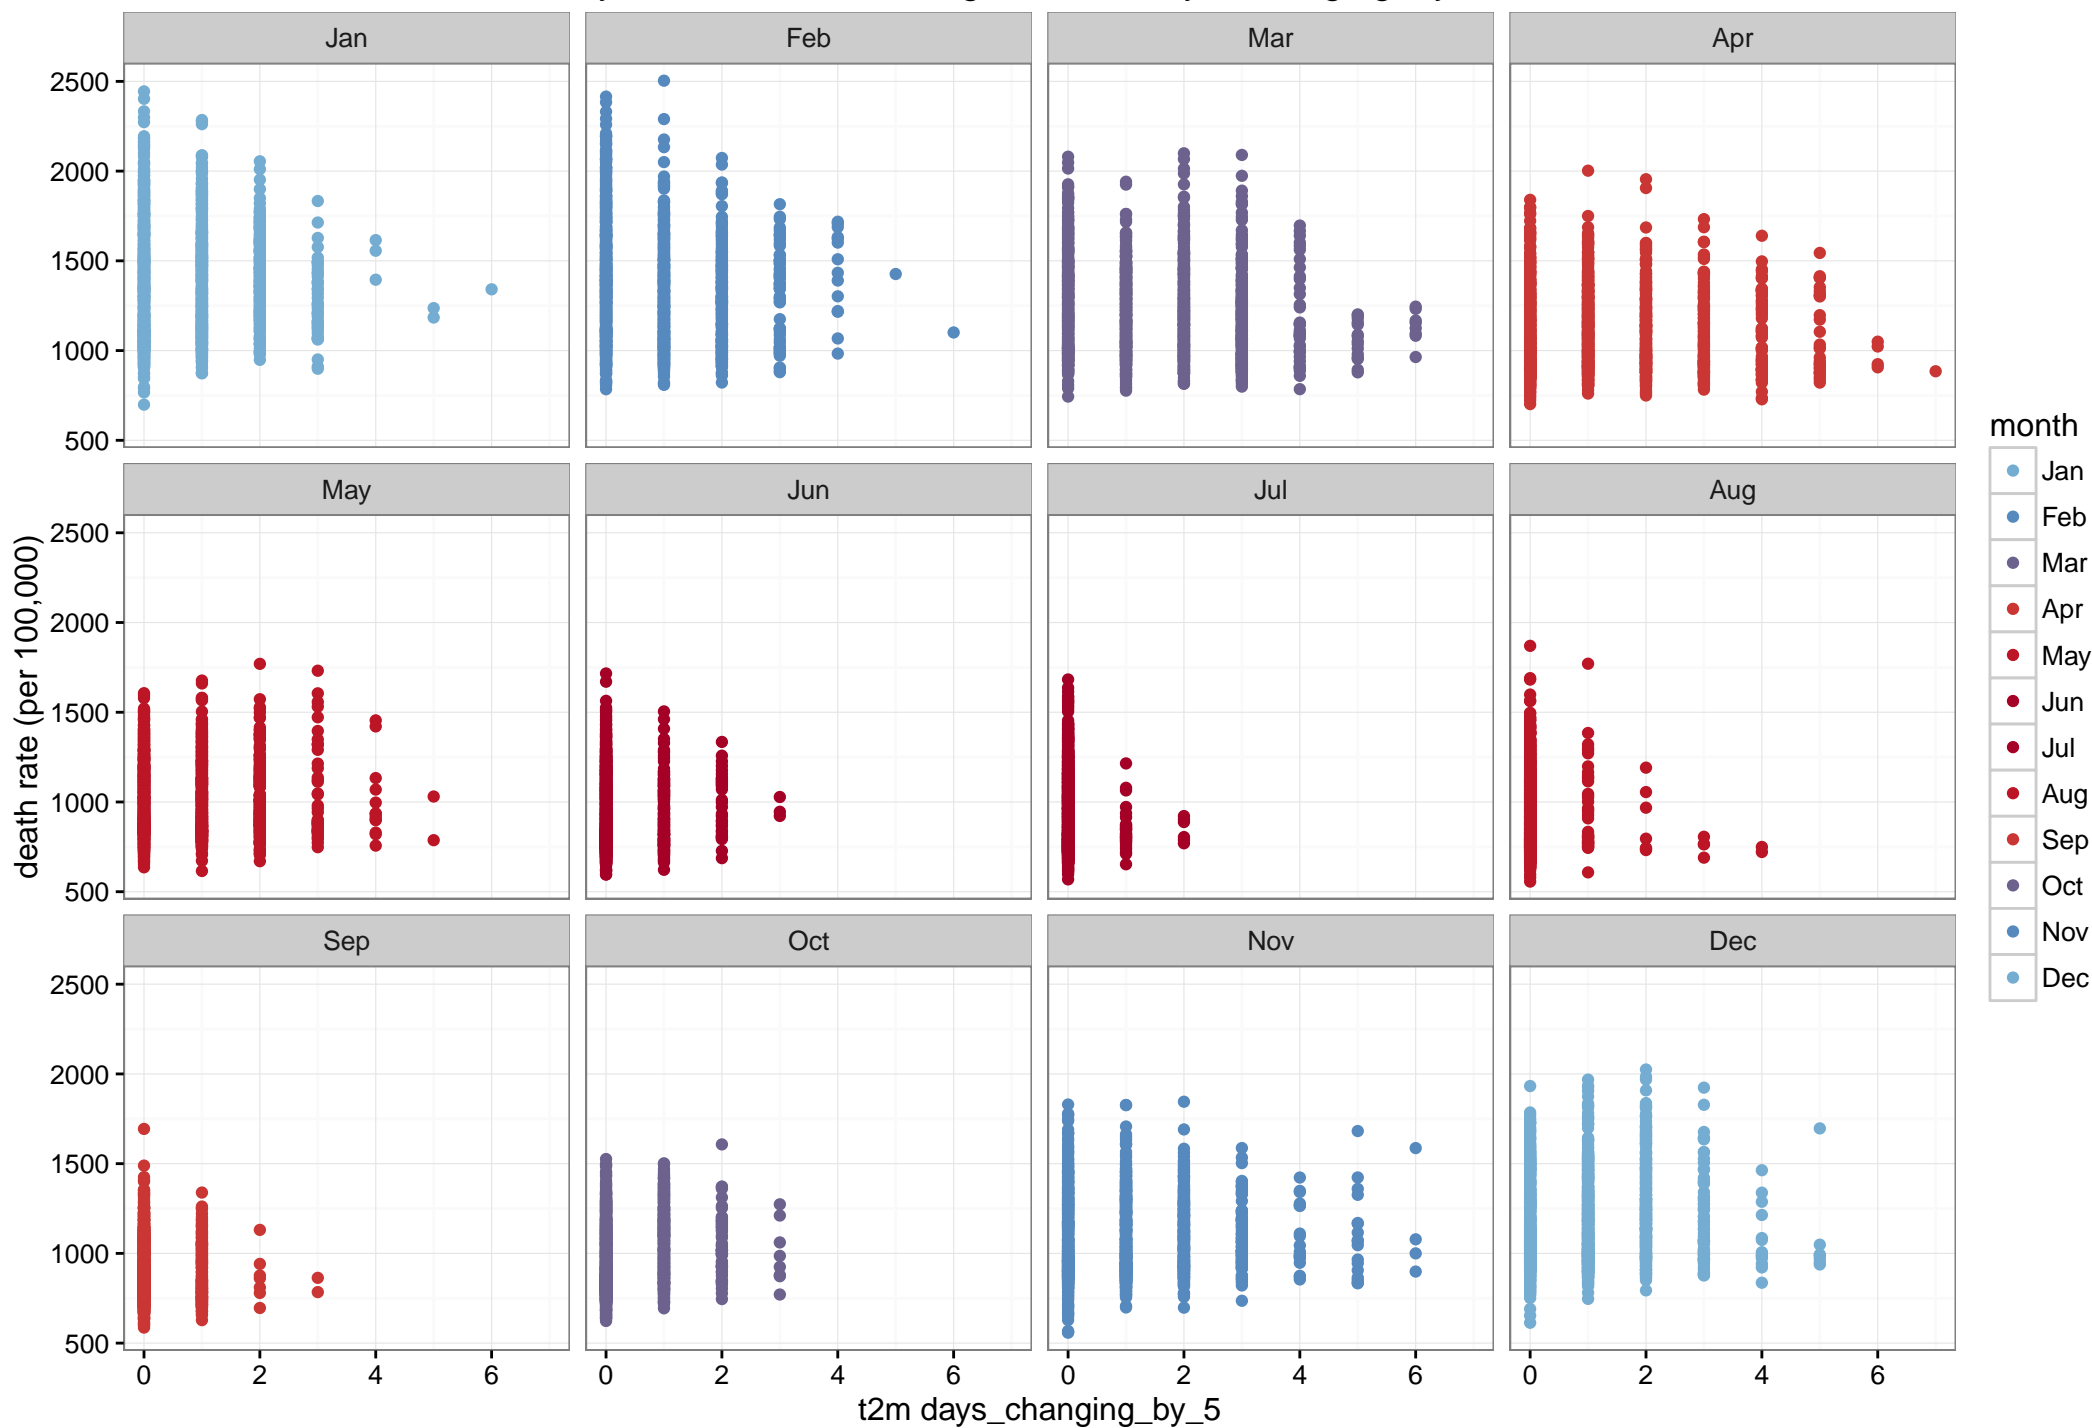 Jan Feb Mar Apr
2500
2000
1500
1000
500
May Jun Jul Aug
2500
2000
1500
1000
500
Sep Oct Nov Dec
2500
2000
1500
1000
500
0 2 4 6 0 2 4 6 0 2 4 6 0 2 4 6
t2m days_changing_by_5
death rate (per 100,000)
month
Jan
Feb
Mar
Apr
May
Jun
Jul
Aug
Sep
Oct
Nov
Dec